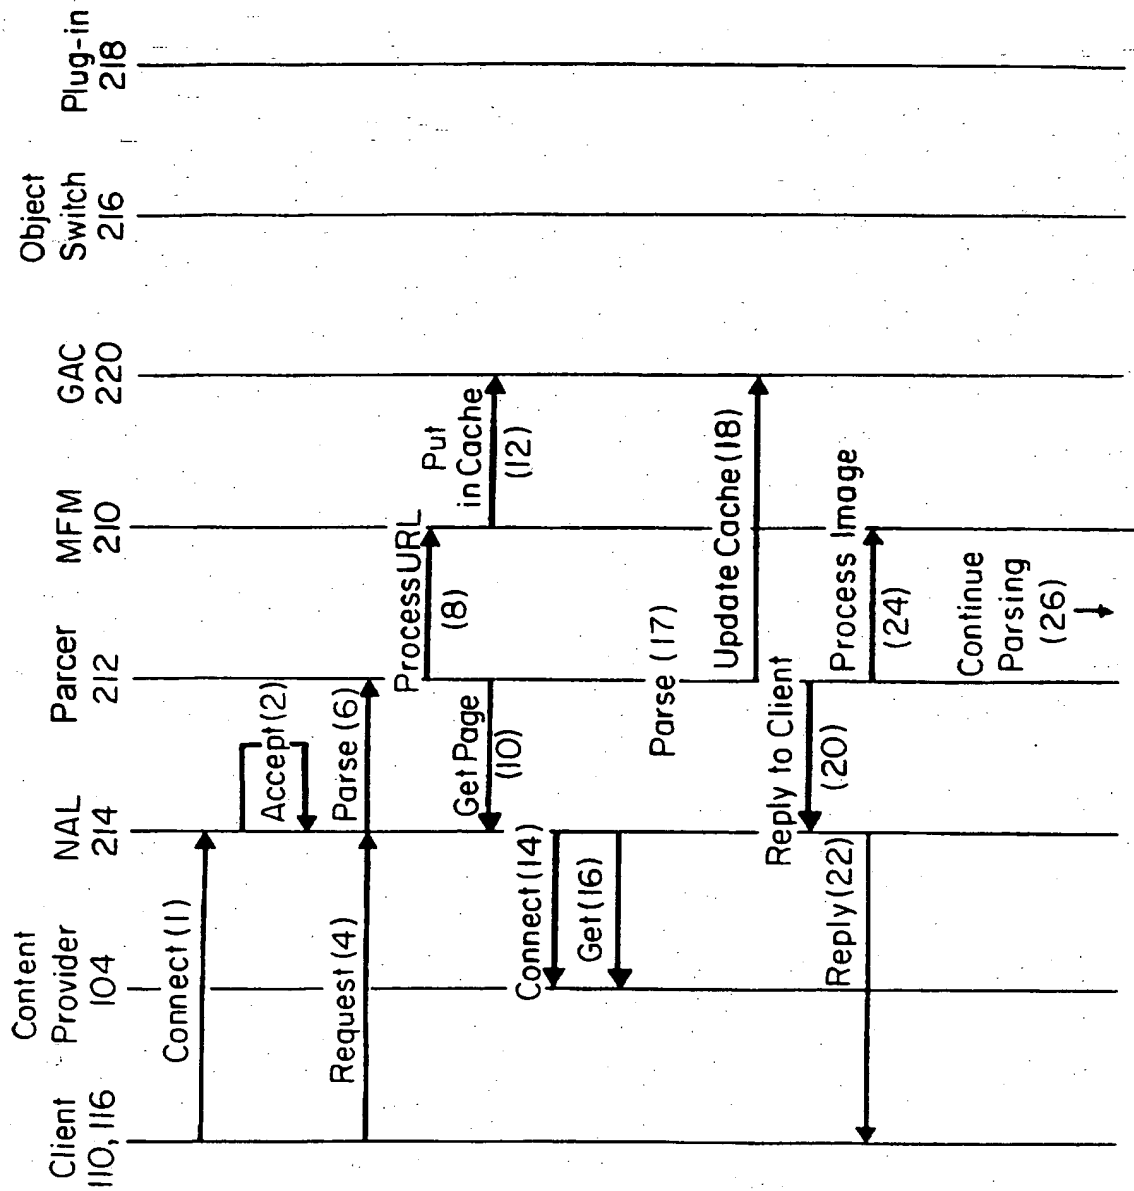 Client
110, 116
Content
Provider
104
NAL
214
Parcer
212
MFM
210
GAC
220
Object
Switch
216
Plug-in
218
Connect (1)
Accept (2)
Request (4)
Parse (6)
Process URL
(8)
Get Page
(10)
Put
in Cache
(12)
Connect (14)
Get (16)
Parse (17)
Update Cache (18)
Reply to Client
(20)
Reply (22)
Process Image
(24)
Continue
Parsing
(26)